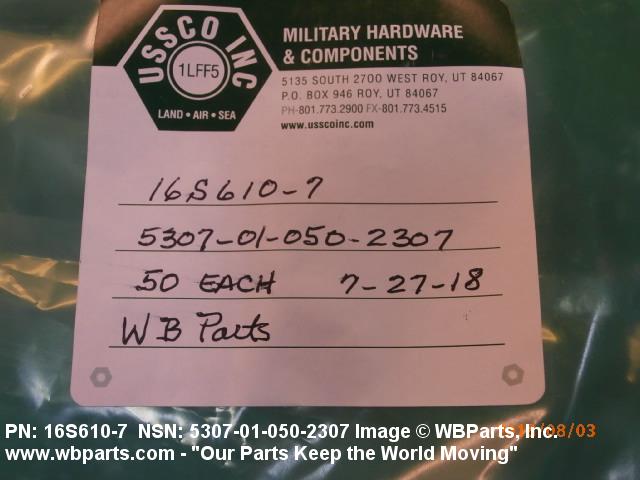 USSCO INC
1LFF5
LAND • AIR • SEA
MILITARY HARDWARE
& COMPONENTS
5135 SOUTH 2700 WEST ROY, UT 84067
P.O. BOX 946 ROY, UT 84067
PH-801.773.2900 FX-801.773.4515
www.usscoinc.com
16S610-7
5307-01-050-2307
50 EACH 7-27-18
WB Parts
PN: 16S610-7 NSN: 5307-01-050-2307 Image © WBParts, Inc.
/08/03
www.wbparts.com - "Our Parts Keep the World Moving"